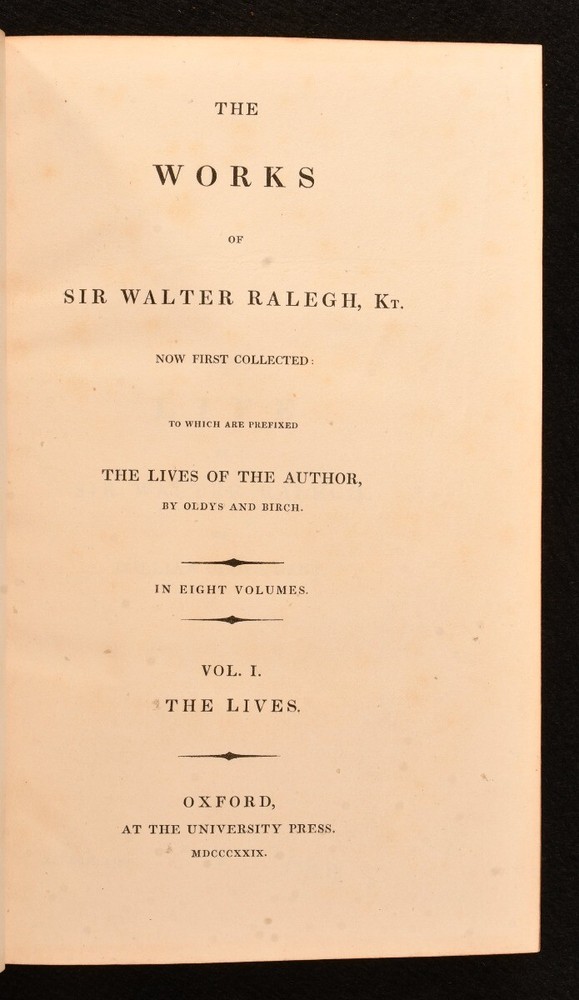 THE
WORKS
OF
SIR WALTER RALEGH, KT.
NOW FIRST COLLECTED:
TO WHICH ARE PREFIXED
THE LIVES OF THE AUTHOR,
BY OLDYS AND BIRCH.
IN EIGHT VOLUMES.
VOL. I.
THE LIVES.
OXFORD,
AT THE UNIVERSITY PRESS.
MDCCCXXIX.